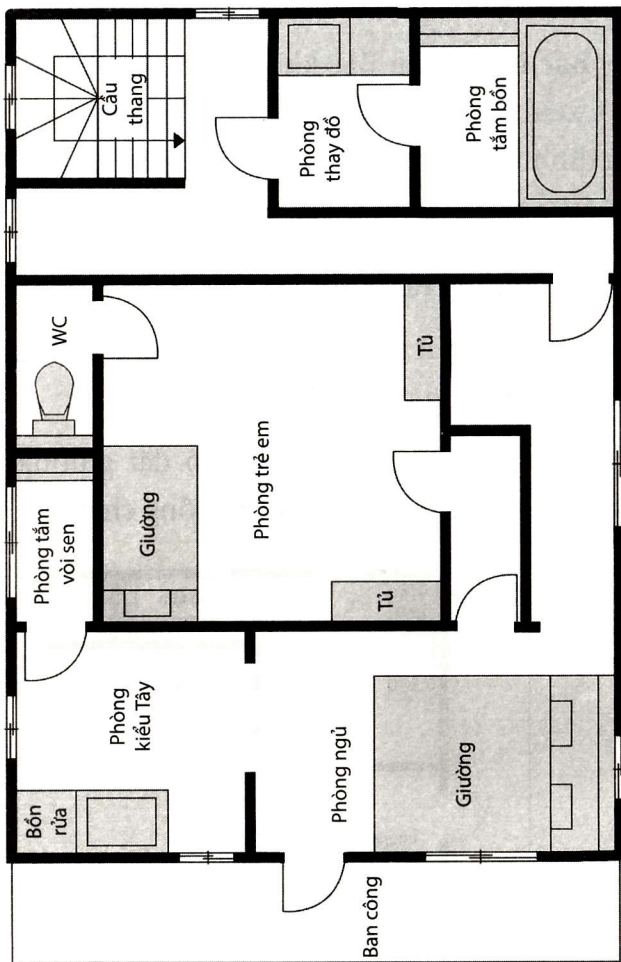 Cầu
thang
Phòng
thay đồ
Phòng
tắm bồn
WC
Tủ
Phòng tắm
vòi sen
Giường
Phòng trẻ em
Tủ
Phòng
kiểu Tây
Bồn
rửa
Phòng ngủ
Giường
Ban công